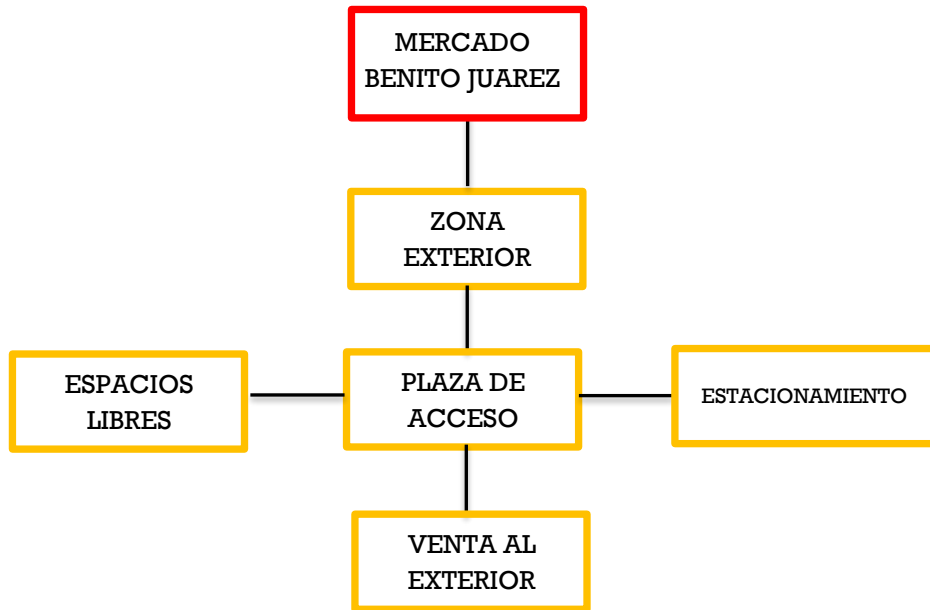 MERCADO
BENITO JUAREZ
ZONA
EXTERIOR
ESPACIOS
LIBRES
PLAZA DE
ACCESO
ESTACIONAMIENTO
VENTA AL
EXTERIOR